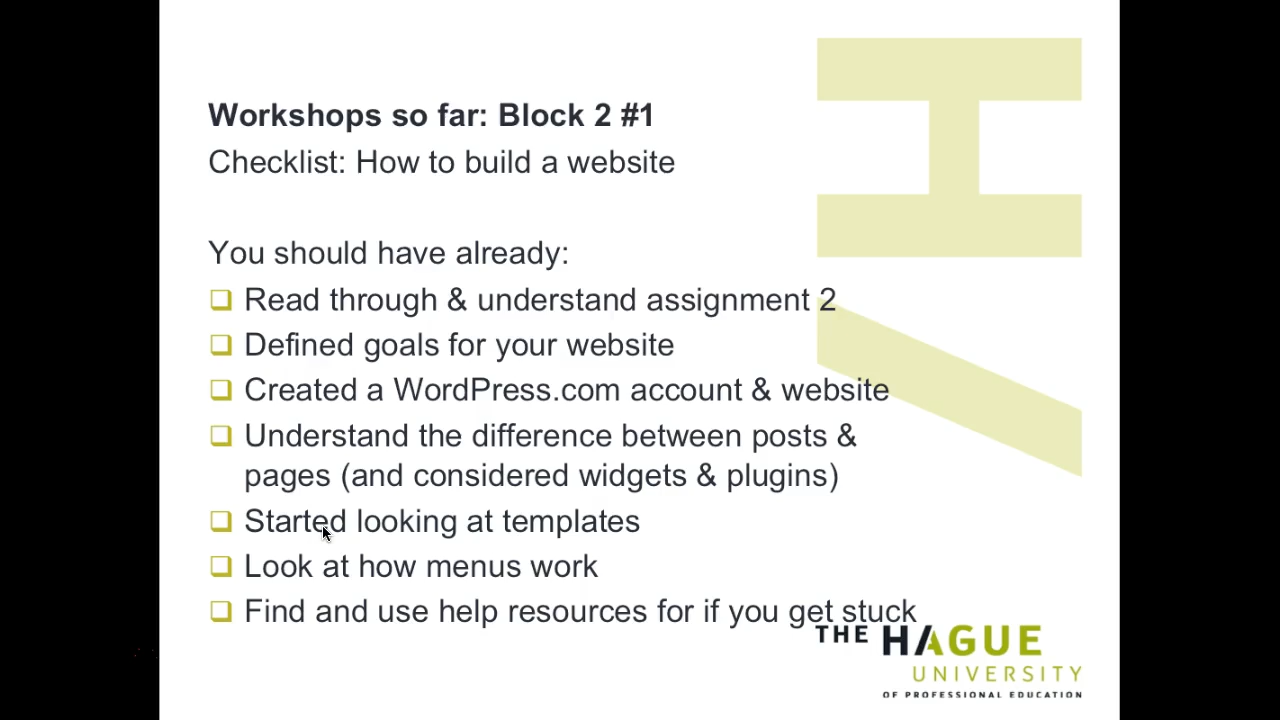 Workshops so far: Block 2 #1
Checklist: How to build a website
You should have already:
Read through & understand assignment 2
Defined goals for your website
Created a WordPress.com account & website
Understand the difference between posts &
pages (and considered widgets & plugins)
Started looking at templates
Look at how menus work
Find and use help resources for if you get stuck
THE HAGUE
UNIVERSITY
OF PROFESSIONAL EDUCATION